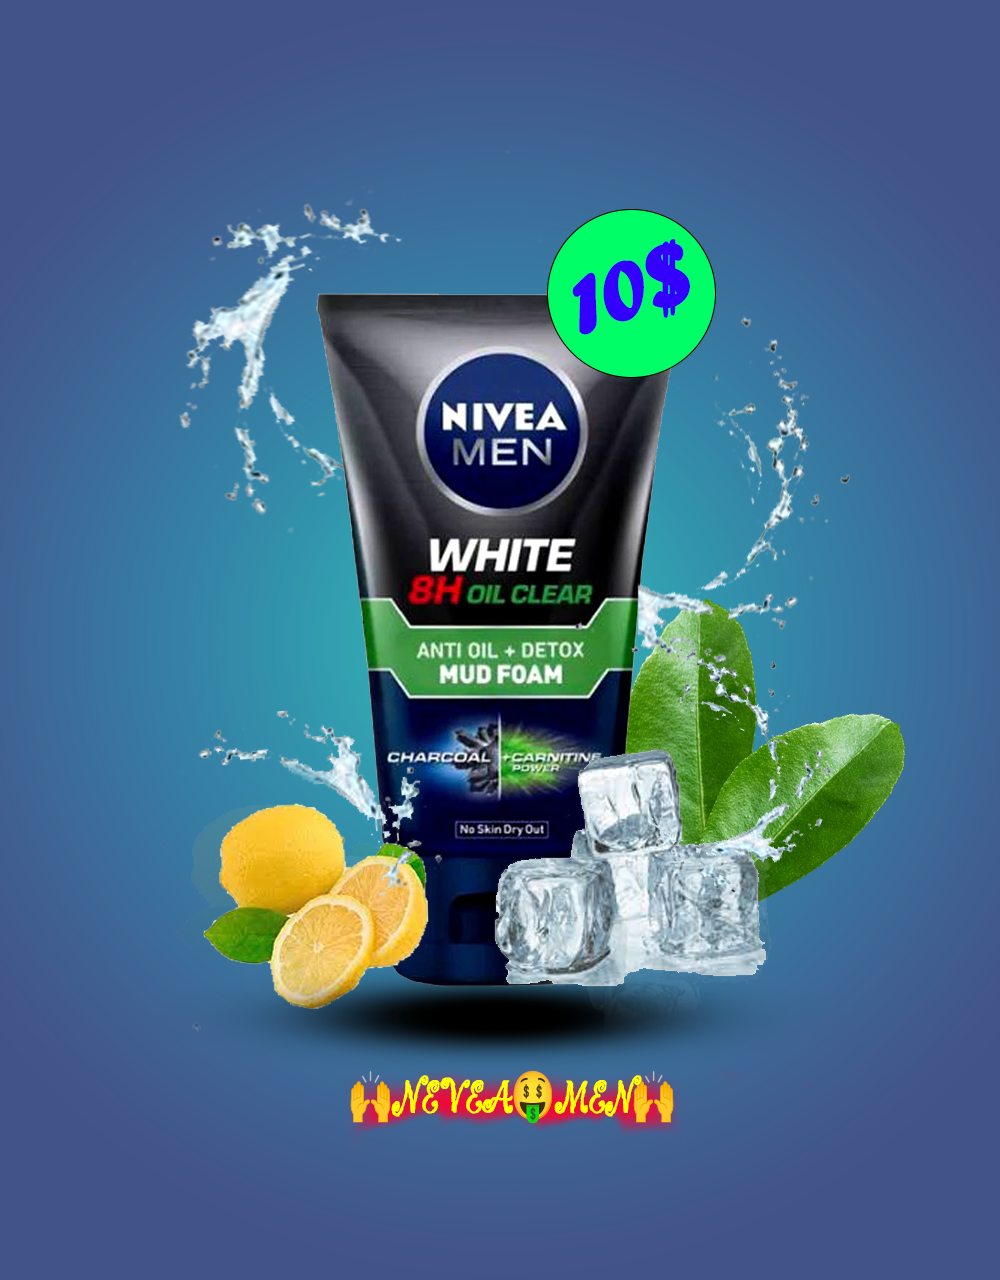 10$
NIVEA
MEN
WHITE
8H OIL CLEAR
ANTI OIL + DETOX
MUD FOAM
CHARCOAL +CARNITINE
POWER
No Skin Dry Out
🙌NEVEA🤑MEN🙌